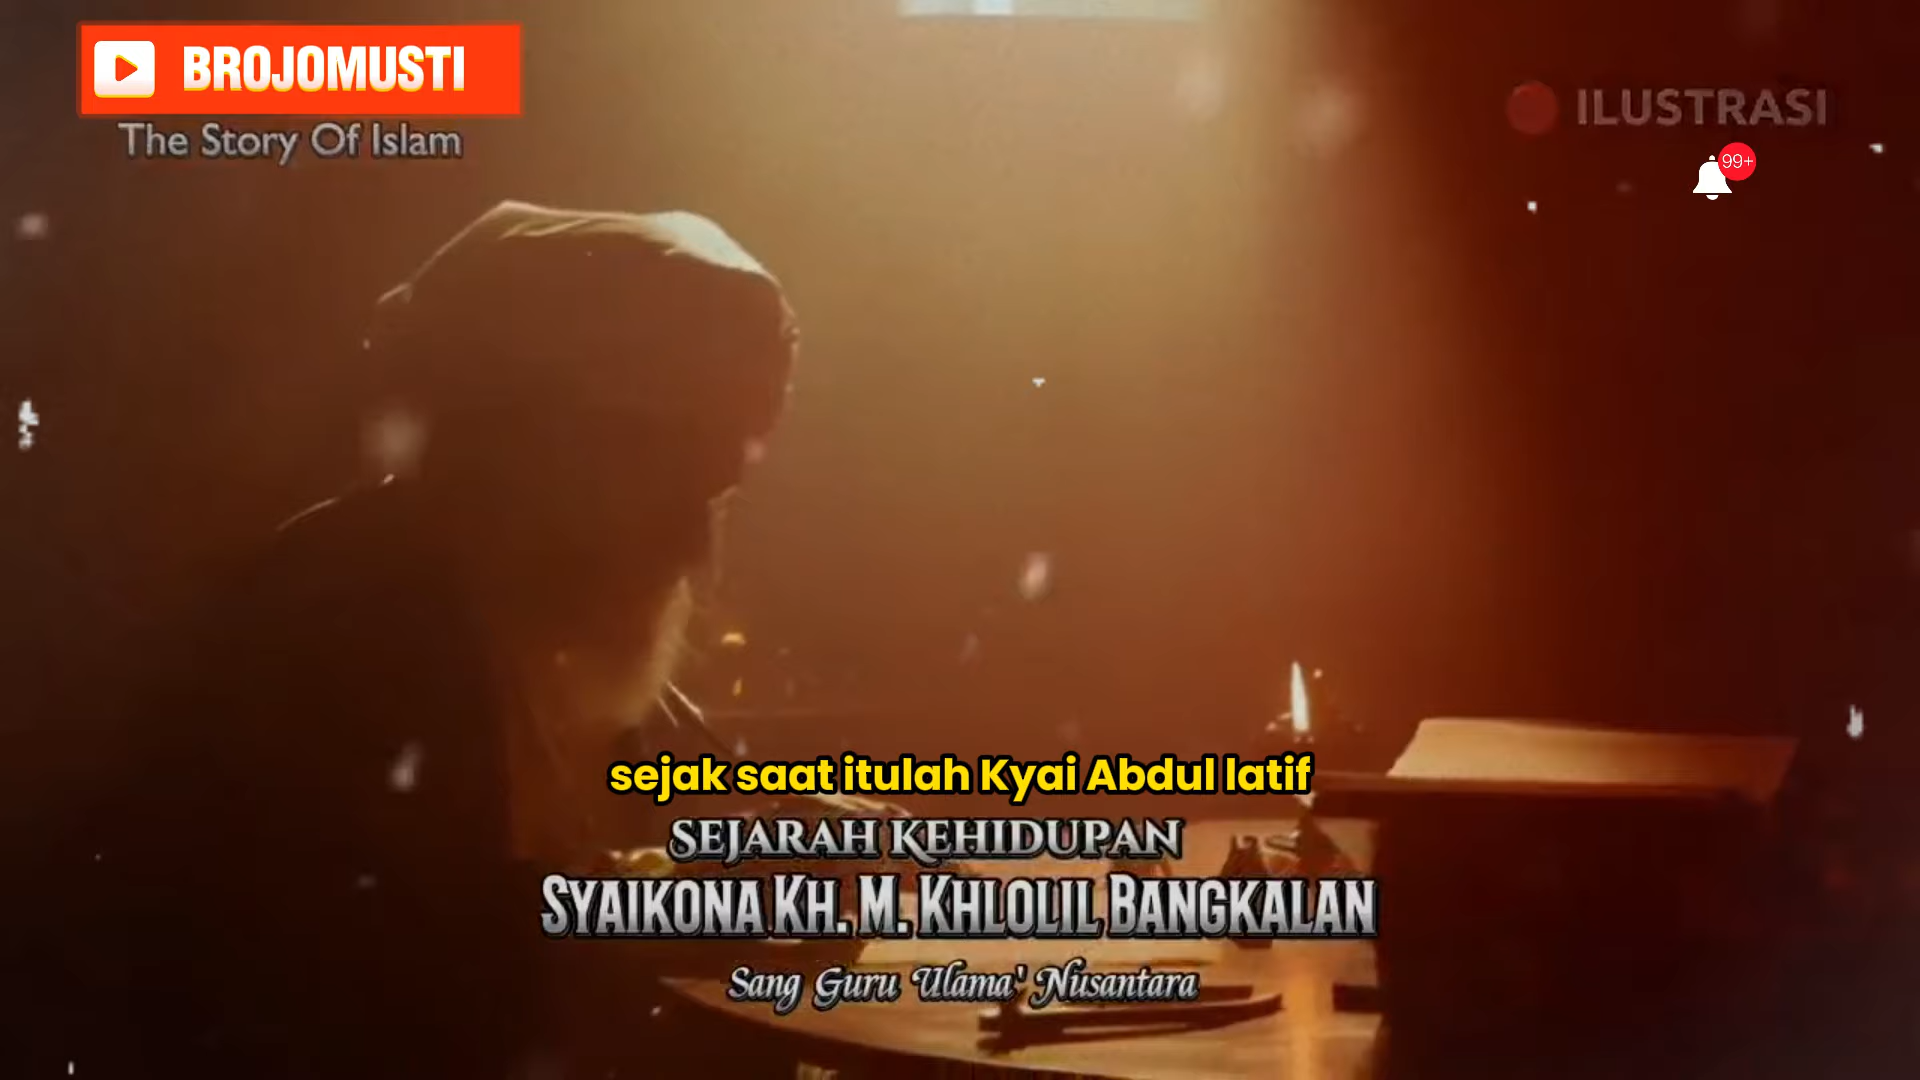 BROJOMUSTI
The Story Of Islam
ILUSTRASI
99+
sejak saat itulah Kyai Abdul latif
SEJARAH KEHIDUPAN
SYAIKONA KH. M. KHLOLIL BANGKALAN
Sang Guru Ulama' Nusantara